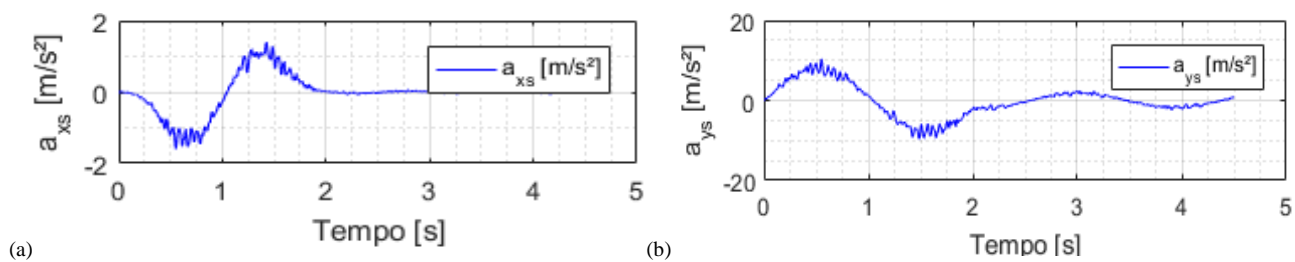 2
0
-2
a_xs [m/s²]
a_xs [m/s²]
0 1 2 3 4 5
Tempo [s]
(a)
20
0
-20
a_ys [m/s²]
a_ys [m/s²]
0 1 2 3 4 5
Tempo [s]
(b)